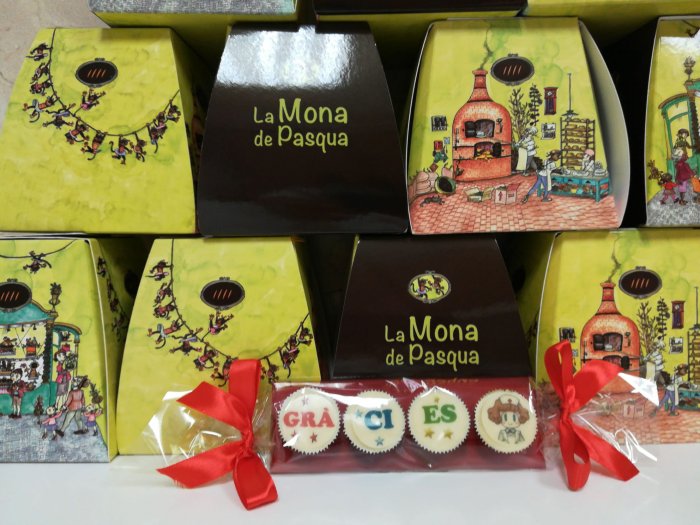 La Mona
de Pasqua
La Mona
de Pasqua
GRÀ
CI
ES